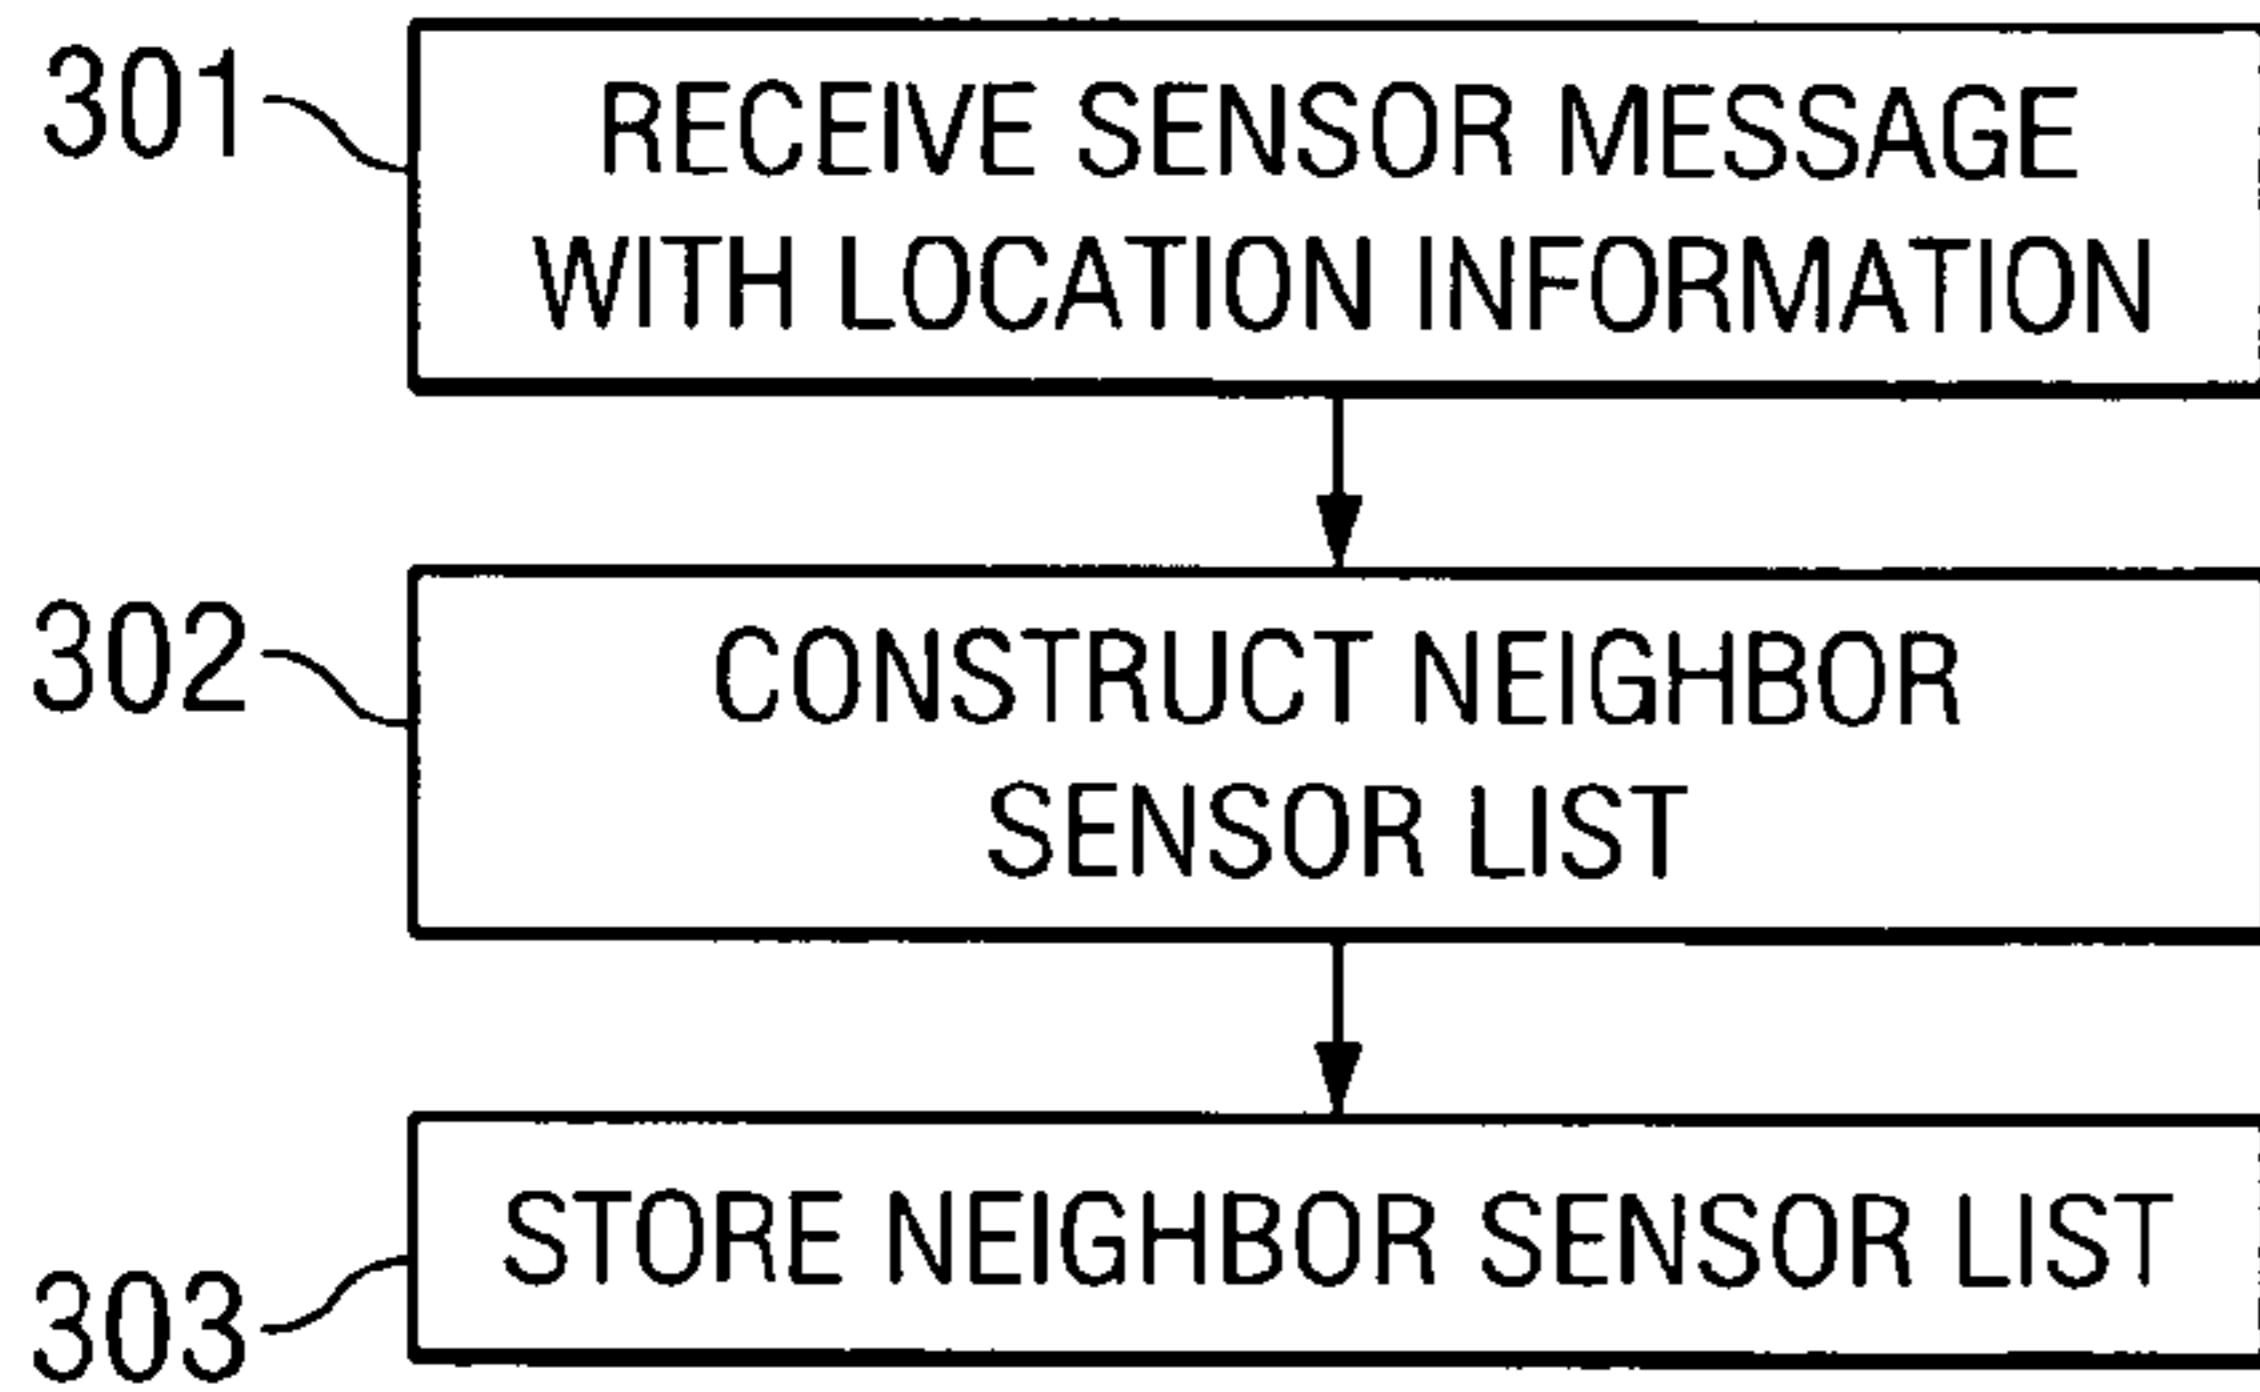 301
RECEIVE SENSOR MESSAGE
WITH LOCATION INFORMATION
302
CONSTRUCT NEIGHBOR
SENSOR LIST
303
STORE NEIGHBOR SENSOR LIST